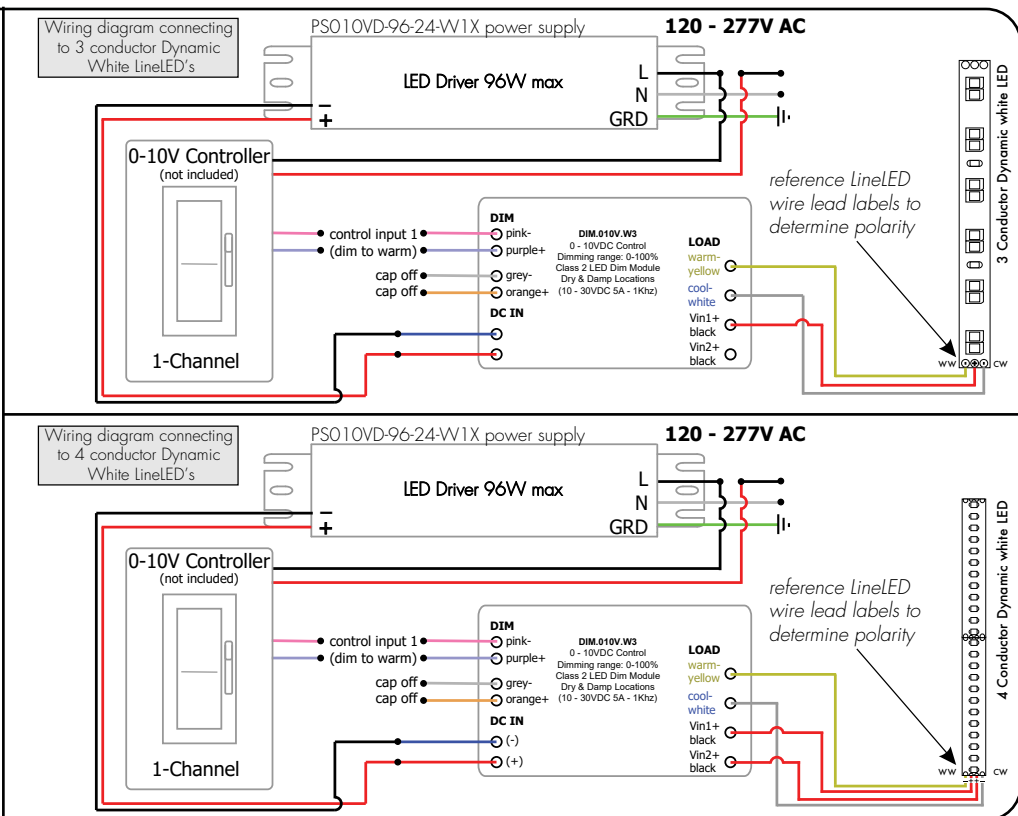 Wiring diagram connecting
to 3 conductor Dynamic
White LineLED's
PS010VD-96-24-W1X power supply
120 - 277V AC
LED Driver 96W max
L
N
GRD
–
+
0-10V Controller
(not included)
1-Channel
control input 1
(dim to warm)
cap off
cap off
DIM
pink-
purple+
grey-
orange+
DC IN
DIM.010V.W3
0 - 10VDC Control
Dimming range: 0-100%
Class 2 LED Dim Module
Dry & Damp Locations
(10 - 30VDC 5A - 1Khz)
LOAD
warm-
yellow
cool-
white
Vin1+
black
Vin2+
black
reference LineLED
wire lead labels to
determine polarity
WW
CW
3 Conductor Dynamic white LED
Wiring diagram connecting
to 4 conductor Dynamic
White LineLED's
PS010VD-96-24-W1X power supply
120 - 277V AC
LED Driver 96W max
L
N
GRD
–
+
0-10V Controller
(not included)
1-Channel
control input 1
(dim to warm)
cap off
cap off
DIM
pink-
purple+
grey-
orange+
DC IN
(-)
(+)
DIM.010V.W3
0 - 10VDC Control
Dimming range: 0-100%
Class 2 LED Dim Module
Dry & Damp Locations
(10 - 30VDC 5A - 1Khz)
LOAD
warm-
yellow
cool-
white
Vin1+
black
Vin2+
black
reference LineLED
wire lead labels to
determine polarity
WW
CW
4 Conductor Dynamic white LED